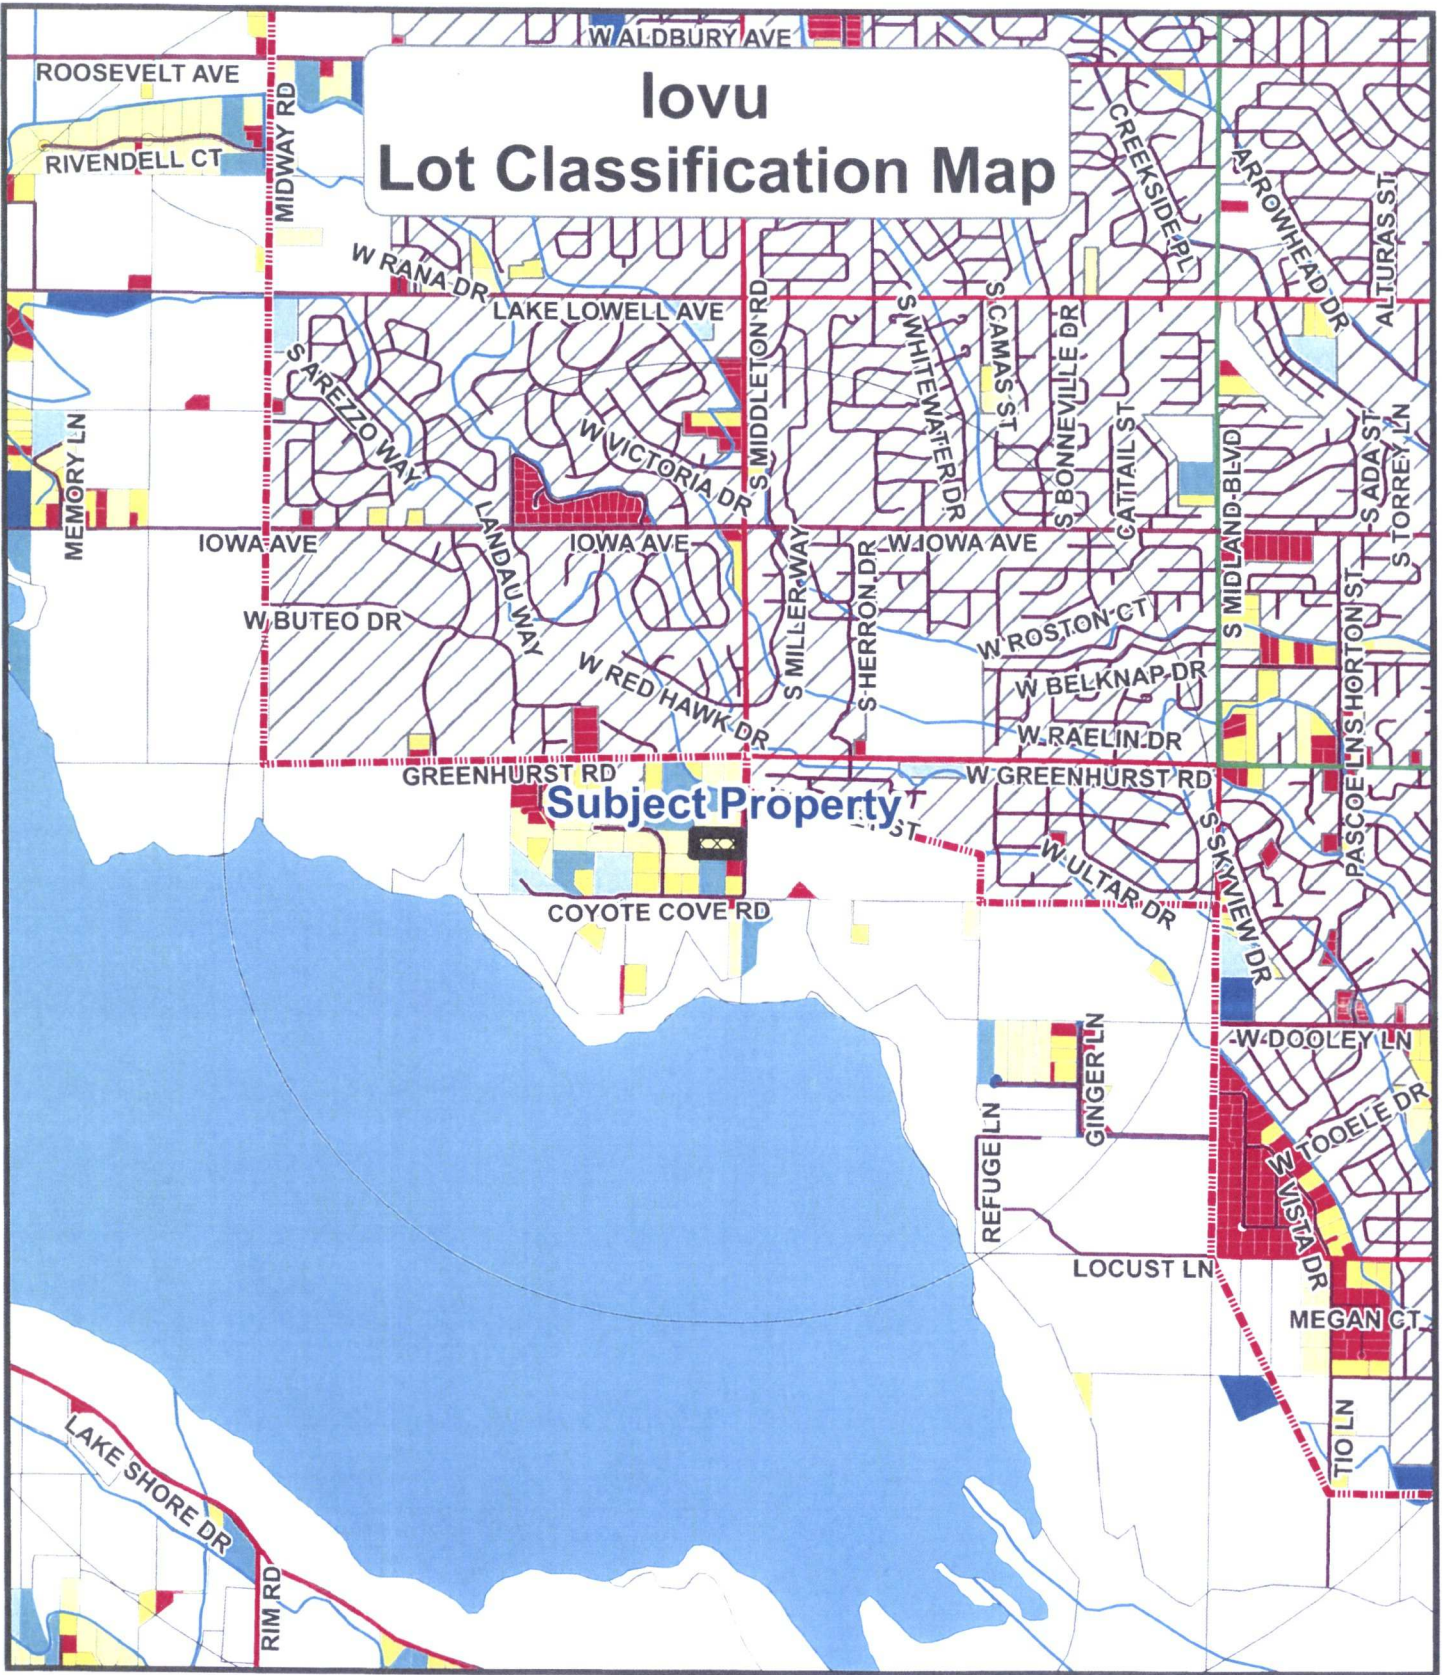 W ALDBURY AVE
ROOSEVELT AVE
Iovu
Lot Classification Map
MIDWAY RD
RIVENDELL CT
CREEKSIDE PL
ARROWHEAD DR
ALTURAS ST
W RANA DR
LAKE LOWELL AVE
S MIDDLETON RD
S WHITEWATER DR
S CAMAS ST
S BONNEVILLE DR
S AREZZO WAY
W VICTORIA DR
CATTAIL ST
S MIDLAND BLVD
S ADA ST
S TORREY LN
MEMORY LN
IOWA AVE
LANDAU WAY
IOWA AVE
W IOWA AVE
S MILLER WAY
S HERRON DR
W BUTEO DR
W ROSTON CT
W RED HAWK DR
W BELKNAP DR
PASCOE LN
S HORTON ST
W RAELIN DR
GREENHURST RD
W GREENHURST RD
Subject Property
ST
W ULTAR DR
S SKYVIEW DR
COYOTE COVE RD
W DOOLEY LN
GINGER LN
REFUGE LN
W TOOELE DR
W VISTA DR
LOCUST LN
MEGAN CT
TIO LN
LAKE SHORE DR
RIM RD